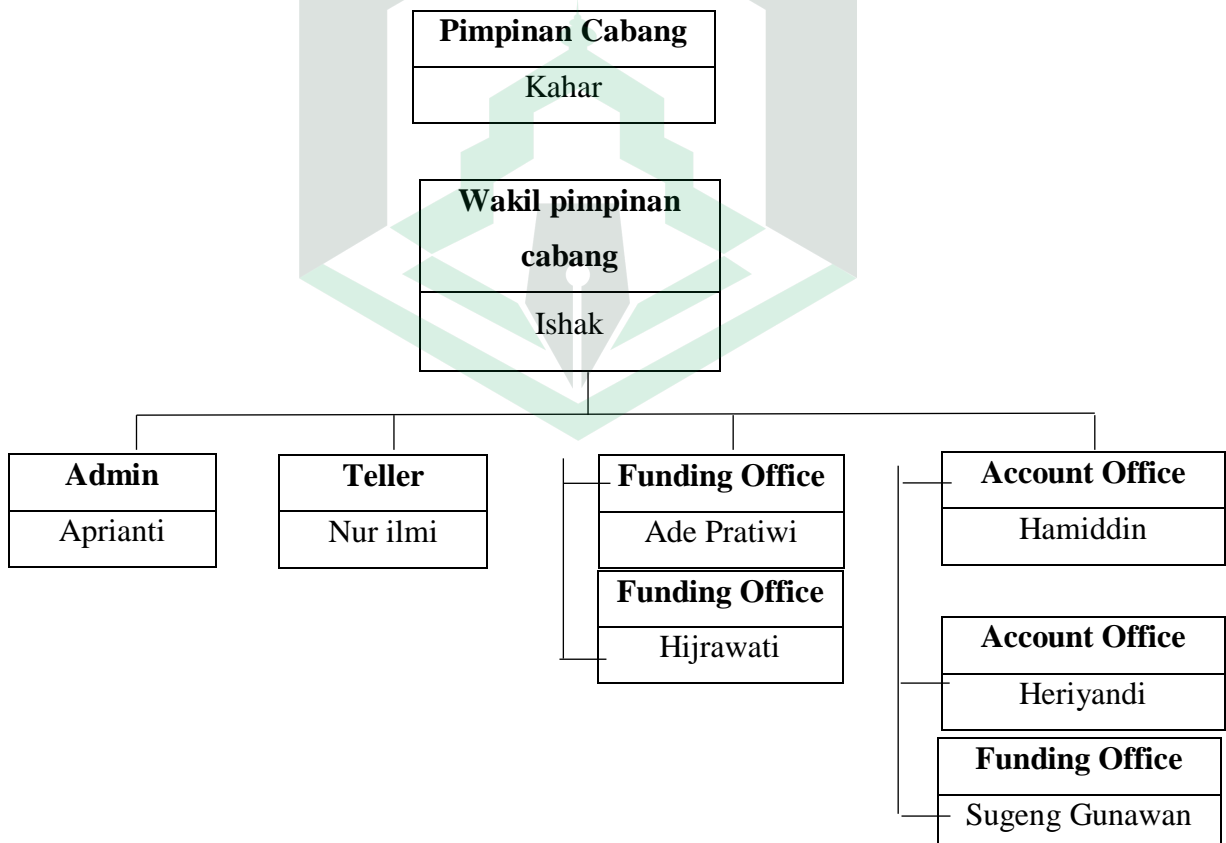 Pimpinan Cabang
Kahar
Wakil pimpinan
cabang
Ishak
Admin
Aprianti
Teller
Nur ilmi
Funding Office
Ade Pratiwi
Funding Office
Hijrawati
Account Office
Hamiddin
Account Office
Heriyandi
Funding Office
Sugeng Gunawan